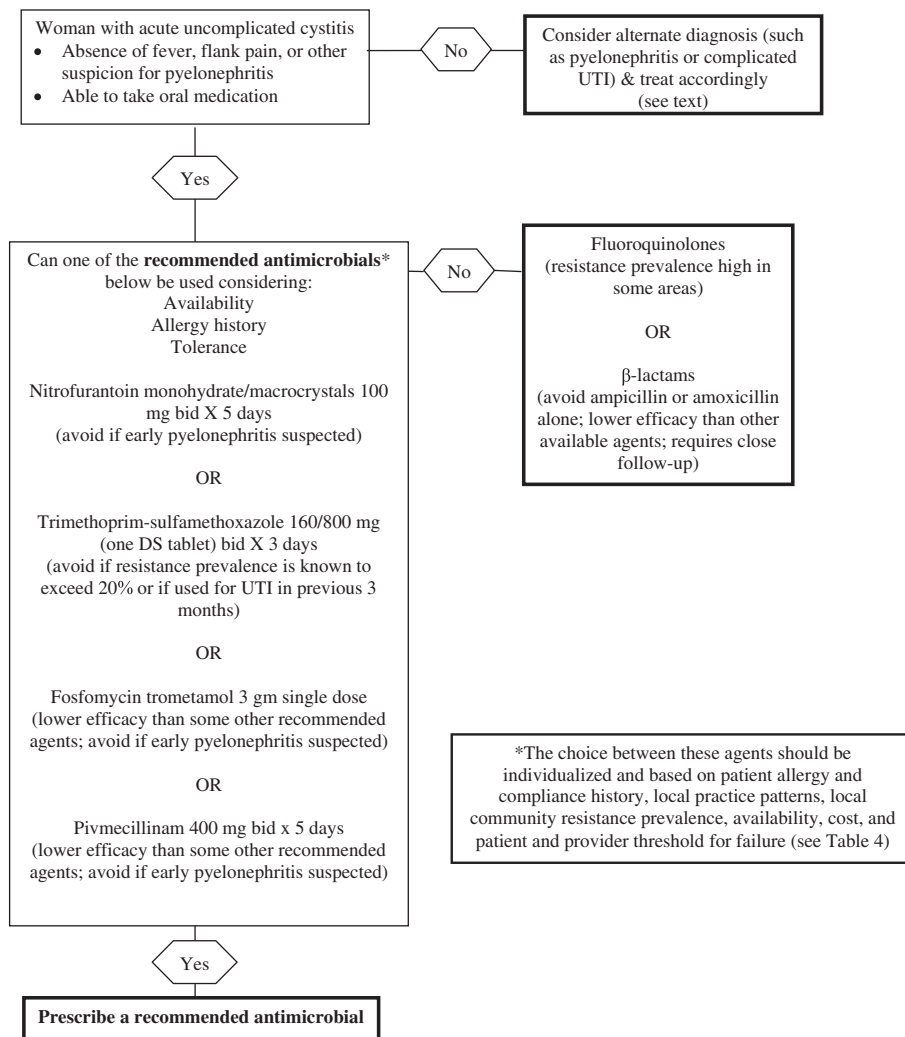 Woman with acute uncomplicated cystitis
• Absence of fever, flank pain, or other
suspicion for pyelonephritis
• Able to take oral medication
No
Consider alternate diagnosis (such
as pyelonephritis or complicated
UTI) & treat accordingly
(see text)
Yes
Can one of the recommended antimicrobials*
below be used considering:
Availability
Allergy history
Tolerance
Nitrofurantoin monohydrate/macrocrystals 100
mg bid X 5 days
(avoid if early pyelonephritis suspected)
OR
Trimethoprim-sulfamethoxazole 160/800 mg
(one DS tablet) bid X 3 days
(avoid if resistance prevalence is known to
exceed 20% or if used for UTI in previous 3
months)
OR
Fosfomycin trometamol 3 gm single dose
(lower efficacy than some other recommended
agents; avoid if early pyelonephritis suspected)
OR
Pivmecillinam 400 mg bid x 5 days
(lower efficacy than some other recommended
agents; avoid if early pyelonephritis suspected)
No
Fluoroquinolones
(resistance prevalence high in
some areas)
OR
β-lactams
(avoid ampicillin or amoxicillin
alone; lower efficacy than other
available agents; requires close
follow-up)
*The choice between these agents should be
individualized and based on patient allergy and
compliance history, local practice patterns, local
community resistance prevalence, availability, cost, and
patient and provider threshold for failure (see Table 4)
Yes
Prescribe a recommended antimicrobial